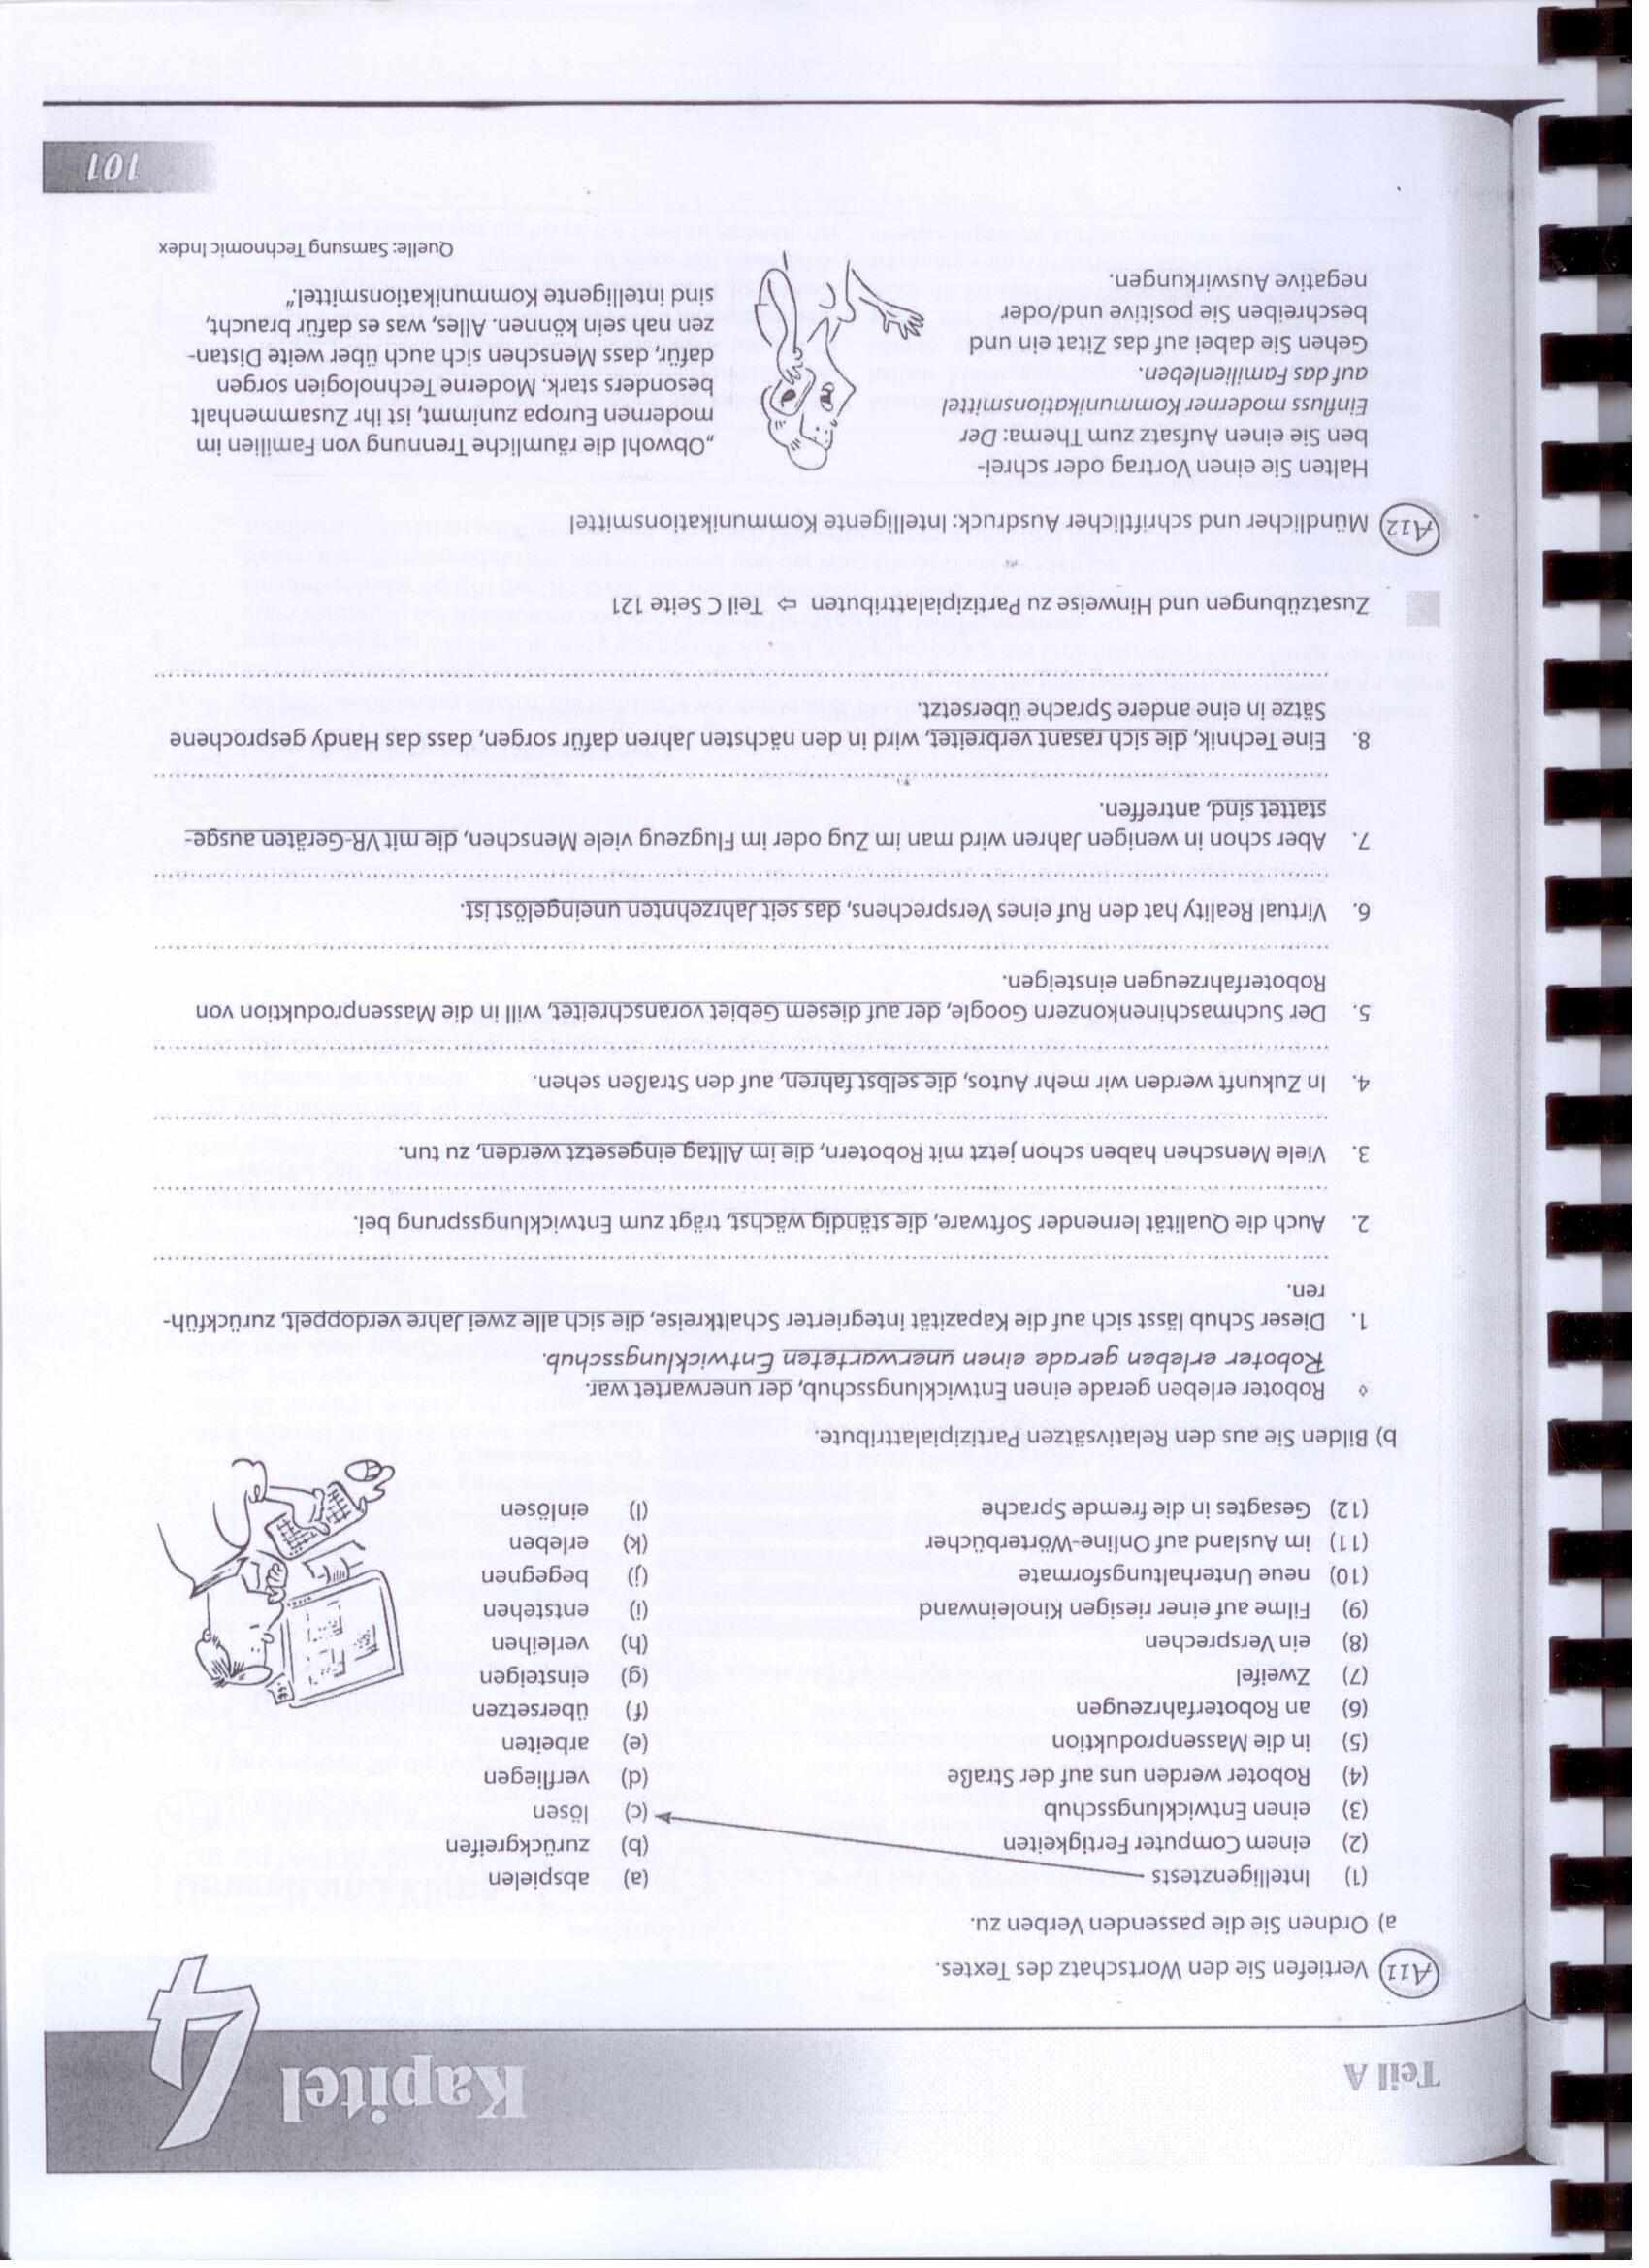 Teil A
Kapitel 4
A11 Vertiefen Sie den Wortschatz des Textes.
a) Ordnen Sie die passenden Verben zu.
(1) Intelligenztests (a) abspielen
(2) einem Computer Fertigkeiten (b) zurückgreifen
(3) einen Entwicklungsschub (c) lösen
(4) Roboter werden uns auf der Straße (d) verfliegen
(5) in die Massenproduktion (e) arbeiten
(6) an Roboterfahrzeugen (f) übersetzen
(7) Zweifel (g) einsteigen
(8) ein Versprechen (h) verleihen
(9) Filme auf einer riesigen Kinoleinwand (i) entstehen
(10) neue Unterhaltungsformate (j) begegnen
(11) im Ausland auf Online-Wörterbücher (k) erleben
(12) Gesagtes in die fremde Sprache (l) einlösen
b) Bilden Sie aus den Relativsätzen Partizipialattribute.
◊ Roboter erleben gerade einen Entwicklungsschub, der unerwartet war.
Roboter erleben gerade einen unerwarteten Entwicklungsschub.
1. Dieser Schub lässt sich auf die Kapazität integrierter Schaltkreise, die sich alle zwei Jahre verdoppelt, zurückfüh-
ren.
2. Auch die Qualität lernender Software, die ständig wächst, trägt zum Entwicklungssprung bei.
3. Viele Menschen haben schon jetzt mit Robotern, die im Alltag eingesetzt werden, zu tun.
4. In Zukunft werden wir mehr Autos, die selbst fahren, auf den Straßen sehen.
5. Der Suchmaschinenkonzern Google, der auf diesem Gebiet voranschreitet, will in die Massenproduktion von
Roboterfahrzeugen einsteigen.
6. Virtual Reality hat den Ruf eines Versprechens, das seit Jahrzehnten uneingelöst ist.
7. Aber schon in wenigen Jahren wird man im Zug oder im Flugzeug viele Menschen, die mit VR-Geräten ausge-
stattet sind, antreffen.
8. Eine Technik, die sich rasant verbreitet, wird in den nächsten Jahren dafür sorgen, dass das Handy gesprochene
Sätze in eine andere Sprache übersetzt.
Zusatzübungen und Hinweise zu Partizipialattributen ⇨ Teil C Seite 121
A12 Mündlicher und schriftlicher Ausdruck: Intelligente Kommunikationsmittel
Halten Sie einen Vortrag oder schrei-
ben Sie einen Aufsatz zum Thema: Der
Einfluss moderner Kommunikationsmittel
auf das Familienleben.
Gehen Sie dabei auf das Zitat ein und
beschreiben Sie positive und/oder
negative Auswirkungen.
„Obwohl die räumliche Trennung von Familien im
modernen Europa zunimmt, ist ihr Zusammenhalt
besonders stark. Moderne Technologien sorgen
dafür, dass Menschen sich auch über weite Distan-
zen nah sein können. Alles, was es dafür braucht,
sind intelligente Kommunikationsmittel.“
Quelle: Samsung Technomic Index
101